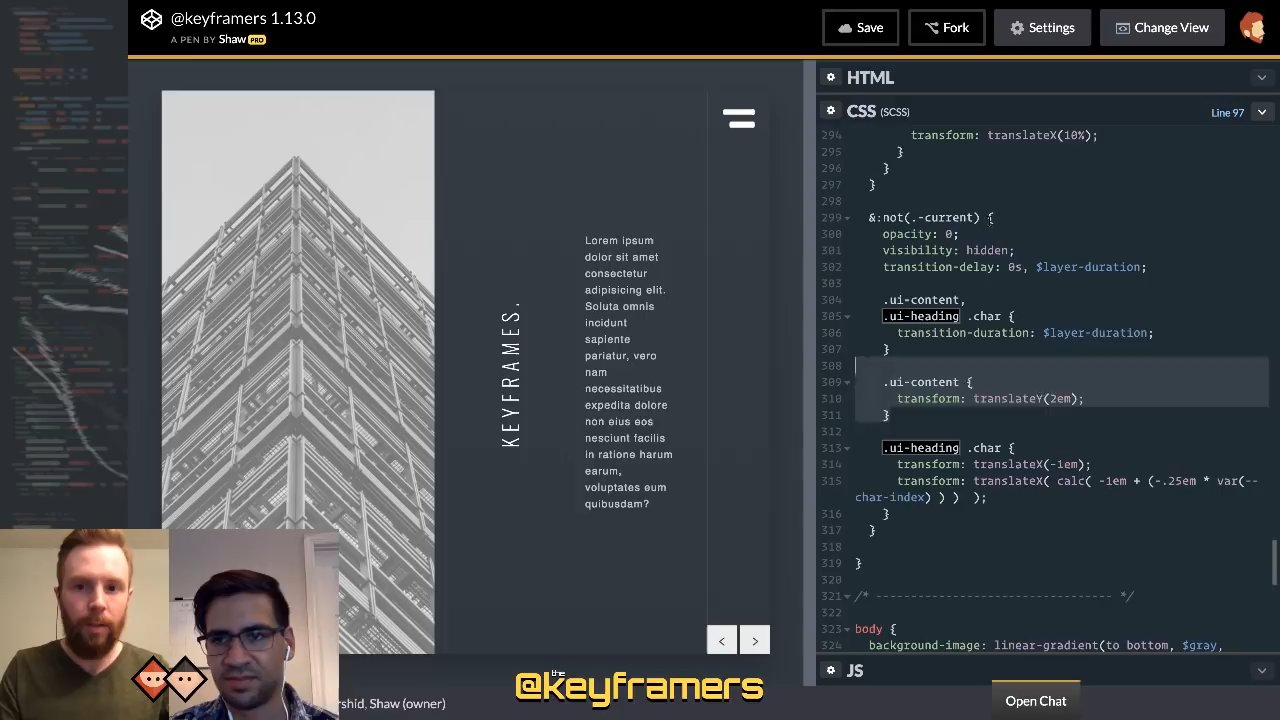 @keyframers 1.13.0
A PEN BY Shaw PRO
Save
Fork
Settings
Change View
KEYFRAMES.
Lorem ipsum
dolor sit amet
consectetur
adipisicing elit.
Soluta omnis
incidunt
sapiente
pariatur, vero
nam
necessitatibus
expedita dolore
non eius eos
nesciunt facilis
in ratione harum
earum,
voluptates eum
quibusdam?
<
>
HTML
CSS (SCSS)
Line 97
294 transform: translateX(10%);
295 }
296 }
297 }
298
299 &:not(.-current) {
300 opacity: 0;
301 visibility: hidden;
302 transition-delay: 0s, $layer-duration;
303
304 .ui-content,
305 .ui-heading .char {
306 transition-duration: $layer-duration;
307 }
308
309 .ui-content {
310 transform: translateY(2em);
311 }
312
313 .ui-heading .char {
314 transform: translateX(-1em);
315 transform: translateX( calc( -1em + (-.25em * var(--
char-index) ) ) );
316 }
317 }
318
319 }
320
321 /* --------------------------------- */
322
323 body {
324 background-image: linear-gradient(to bottom, $gray,
JS
rshid, Shaw (owner)
the
@keyframers
Open Chat